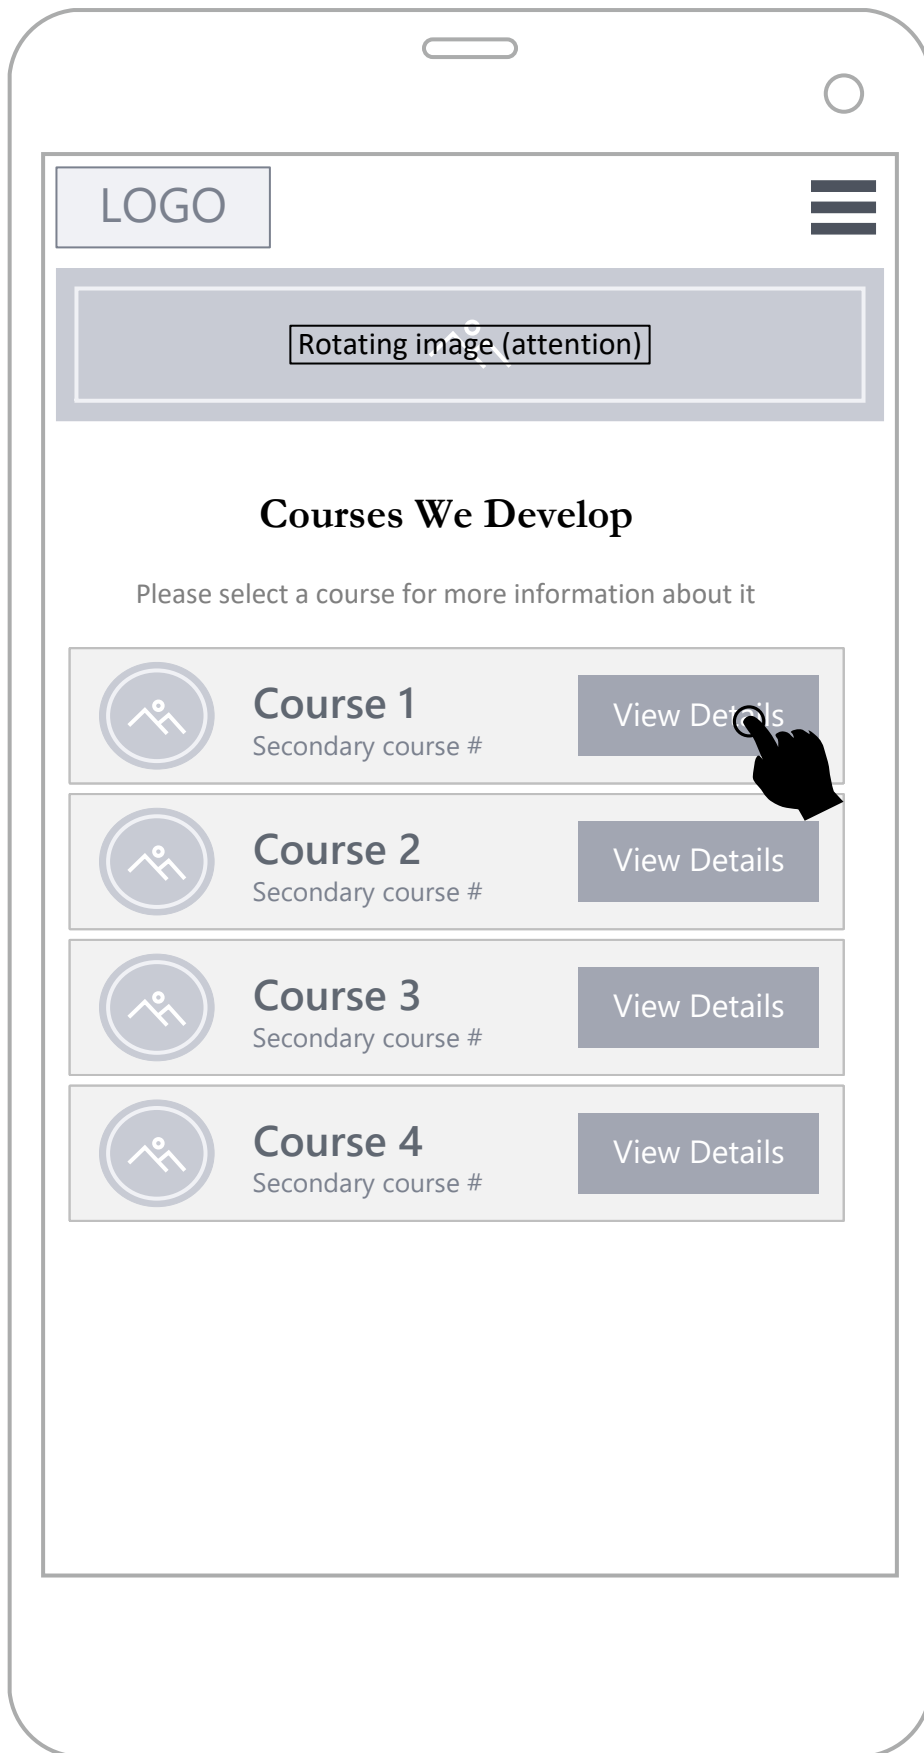 LOGO
Rotating image (attention)
Courses We Develop
Please select a course for more information about it
Course 1
Secondary course #
View Details
Course 2
Secondary course #
View Details
Course 3
Secondary course #
View Details
Course 4
Secondary course #
View Details